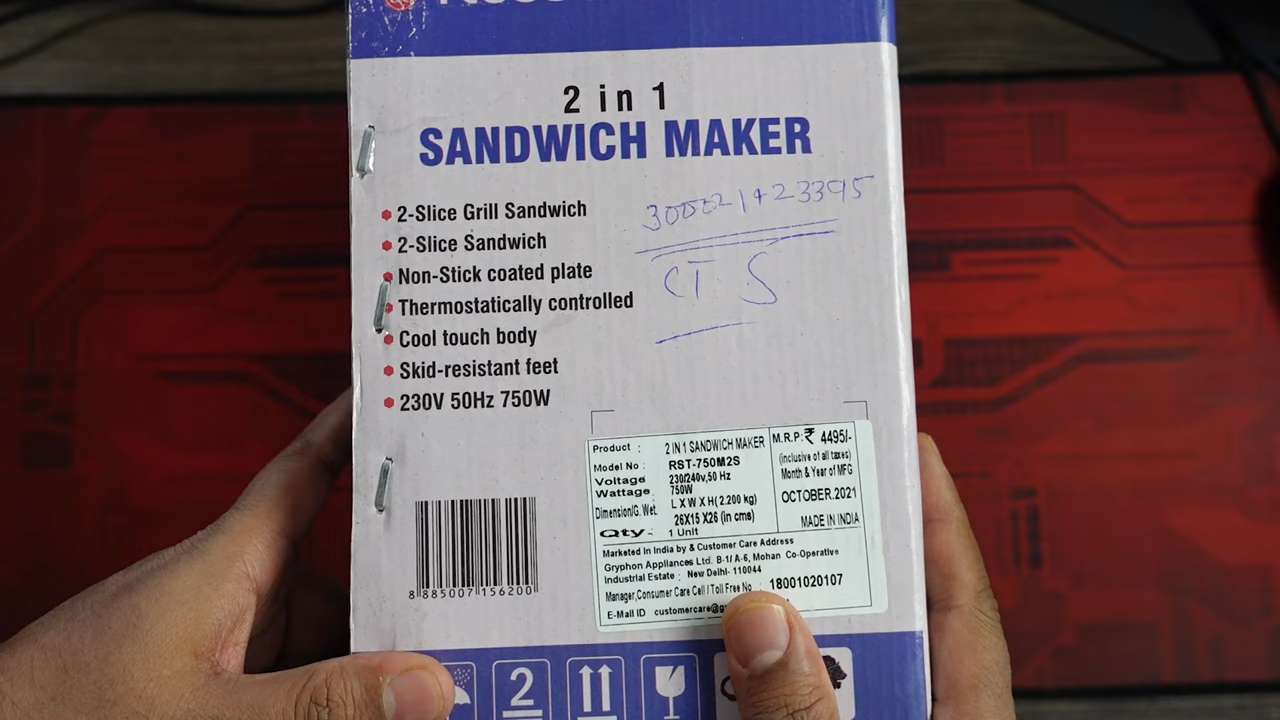 2 in 1
SANDWICH MAKER
2-Slice Grill Sandwich
2-Slice Sandwich
Non-Stick coated plate
Thermostatically controlled
Cool touch body
Skid-resistant feet
230V 50Hz 750W
CT S
Product : 2 IN 1 SANDWICH MAKER
Model No : RST-750M2S
Voltage 230/240v,50 Hz
Wattage 750W
Dimension/G. Wet. L X W X H( 2.200 kg)
26X15 X26 (in cms)
Qty:- 1 Unit
M.R.P: ₹ 4495/-
(inclusive of all taxes)
Month & Year of MFG
OCTOBER.2021
MADE IN INDIA
Marketed In India by & Customer Care Address
Gryphon Appliances Ltd. B-1/ A-6, Mohan Co-Operative
Industrial Estate : New Delhi- 110044
Manager,Consumer Care Cell / Toll Free No : 18001020107
E-Mail ID customercare@
8 885007 156200
2